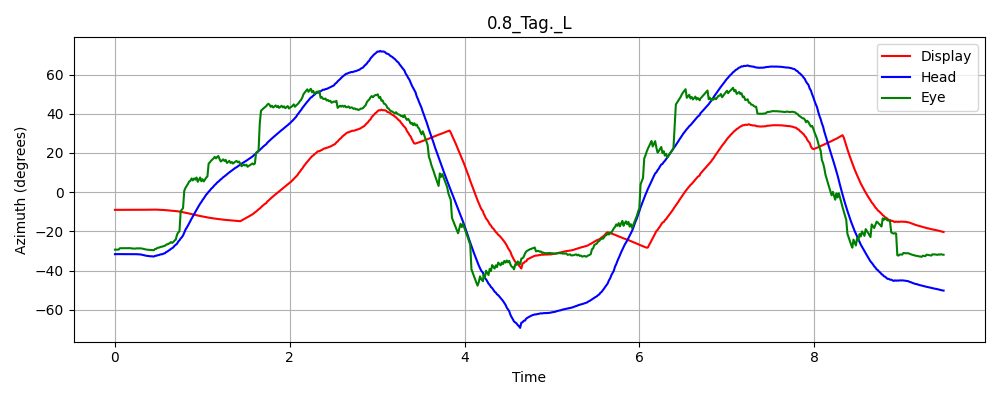 0.8_Tag._L
Display
Head
Eye
Azimuth (degrees)
60
40
20
0
−20
−40
−60
0 2 4 6 8
Time